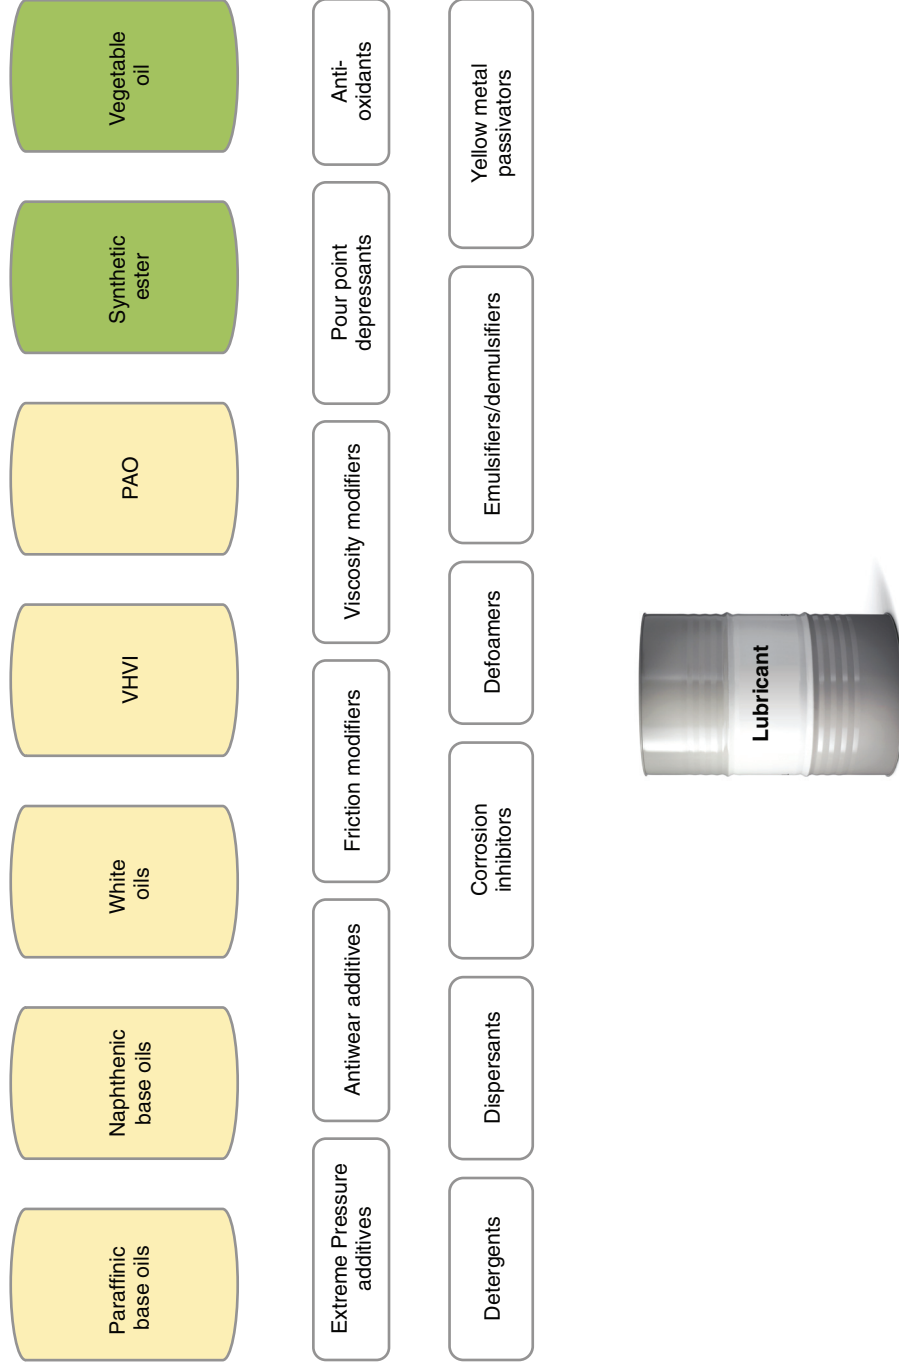 Paraffinic
base oils
Naphthenic
base oils
White
oils
VHVI
PAO
Synthetic
ester
Vegetable
oil
Extreme Pressure
additives
Antiwear additives
Friction modifiers
Viscosity modifiers
Pour point
depressants
Anti-
oxidants
Detergents
Dispersants
Corrosion
inhibitors
Defoamers
Emulsifiers/demulsifiers
Yellow metal
passivators
Lubricant